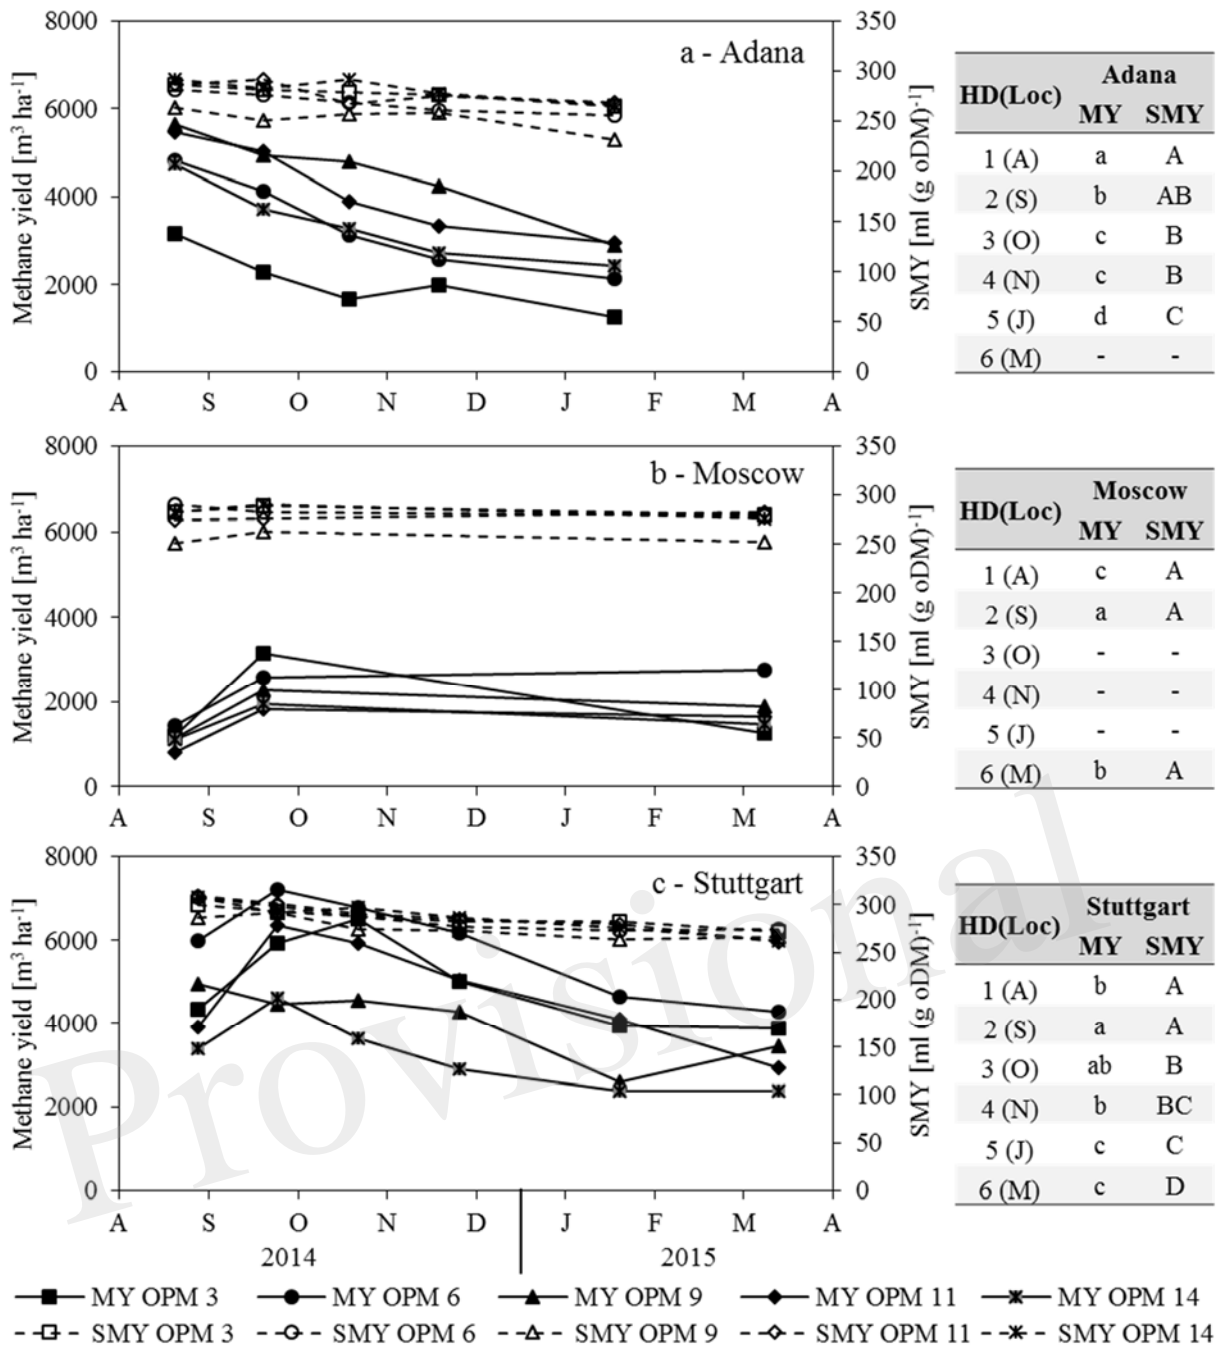 a - Adana
Methane yield [m³ ha⁻¹]
8000
6000
4000
2000
0
350
300
250
200
150
100
50
0
SMY [ml (g oDM)⁻¹]
A S O N D J F M A
HD(Loc) Adana
MY SMY
1 (A) a A
2 (S) b AB
3 (O) c B
4 (N) c B
5 (J) d C
6 (M) - -
b - Moscow
Methane yield [m³ ha⁻¹]
8000
6000
4000
2000
0
350
300
250
200
150
100
50
0
SMY [ml (g oDM)⁻¹]
A S O N D J F M A
HD(Loc) Moscow
MY SMY
1 (A) c A
2 (S) a A
3 (O) - -
4 (N) - -
5 (J) - -
6 (M) b A
c - Stuttgart
Methane yield [m³ ha⁻¹]
8000
6000
4000
2000
0
350
300
250
200
150
100
50
0
SMY [ml (g oDM)⁻¹]
A S O N D J F M A
2014 2015
HD(Loc) Stuttgart
MY SMY
1 (A) b A
2 (S) a A
3 (O) ab B
4 (N) b BC
5 (J) c C
6 (M) c D
Provisional
MY OPM 3 MY OPM 6 MY OPM 9 MY OPM 11 MY OPM 14
SMY OPM 3 SMY OPM 6 SMY OPM 9 SMY OPM 11 SMY OPM 14